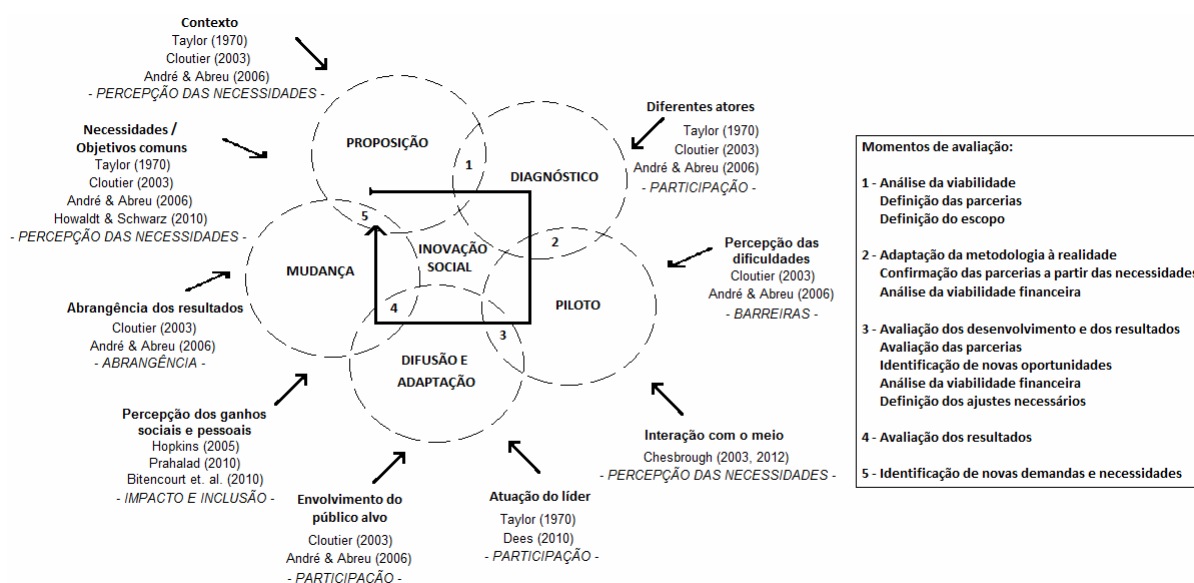 Contexto
Taylor (1970)
Cloutier (2003)
André & Abreu (2006)
- PERCEPÇÃO DAS NECESSIDADES -
Necessidades /
Objetivos comuns
Taylor (1970)
Cloutier (2003)
André & Abreu (2006)
Howaldt & Schwarz (2010)
- PERCEPÇÃO DAS NECESSIDADES -
Abrangência dos resultados
Cloutier (2003)
André & Abreu (2006)
- ABRANGÊNCIA -
Percepção dos ganhos
sociais e pessoais
Hopkins (2005)
Prahalad (2010)
Bitencourt et. al. (2010)
- IMPACTO E INCLUSÃO -
Envolvimento do
público alvo
Cloutier (2003)
André & Abreu (2006)
- PARTICIPACÃO -
Atuação do líder
Taylor (1970)
Dees (2010)
- PARTICIPAÇÃO -
Interação com o meio
Chesbrough (2003, 2012)
- PERCEPÇÃO DAS NECESSIDADES -
Percepção das
dificuldades
Cloutier (2003)
André & Abreu (2006)
- BARREIRAS -
Diferentes atores
Taylor (1970)
Cloutier (2003)
André & Abreu (2006)
- PARTICIPAÇÃO -
PROPOSIÇÃO
1
DIAGNÓSTICO
2
PILOTO
3
DIFUSÃO E
ADAPTAÇÃO
4
MUDANÇA
5
INOVAÇÃO
SOCIAL
Momentos de avaliação:
1 - Análise da viabilidade
Definição das parcerias
Definição do escopo
2 - Adaptação da metodologia à realidade
Confirmação das parcerias a partir das necessidades
Análise da viabilidade financeira
3 - Avaliação dos desenvolvimento e dos resultados
Avaliação das parcerias
Identificação de novas oportunidades
Análise da viabilidade financeira
Definição dos ajustes necessários
4 - Avaliação dos resultados
5 - Identificação de novas demandas e necessidades